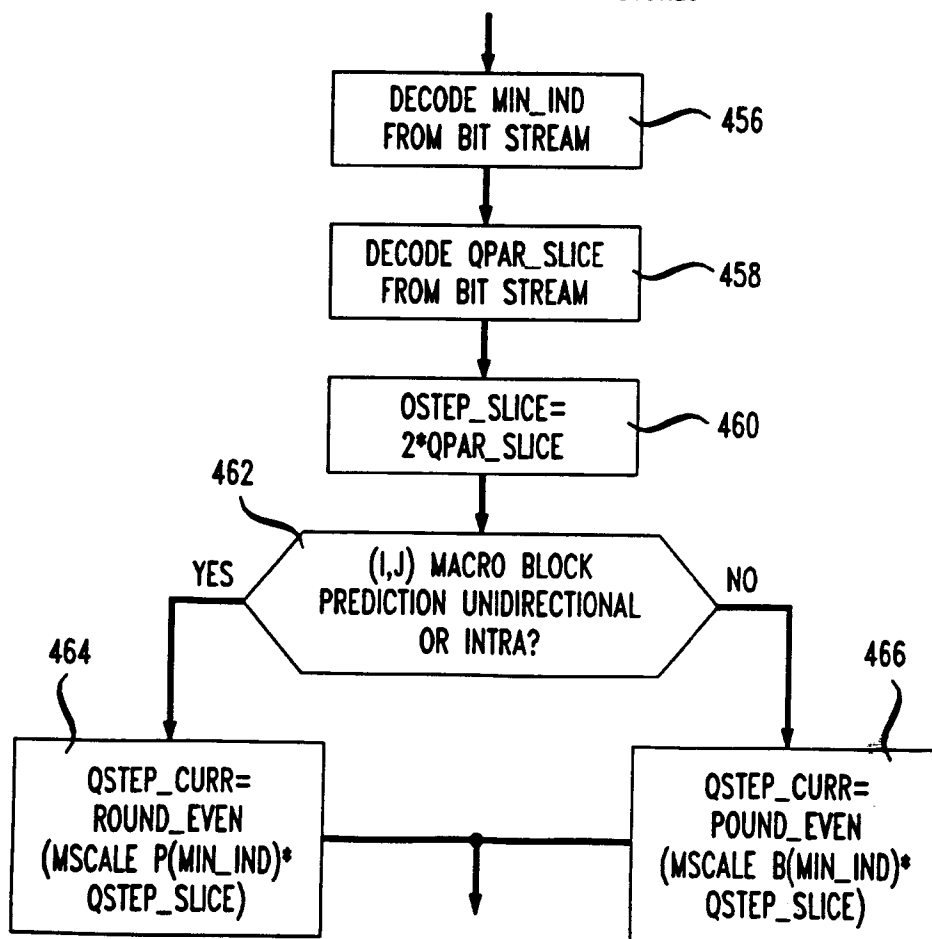 DECODE MIN_IND
FROM BIT STREAM
456
DECODE QPAR_SLICE
FROM BIT STREAM
458
OSTEP_SLICE=
2*QPAR_SLICE
460
462
(I,J) MACRO BLOCK
PREDICTION UNIDIRECTIONAL
OR INTRA?
YES
NO
464
QSTEP_CURR=
ROUND_EVEN
(MSCALE P(MIN_IND)*
QSTEP_SLICE)
466
QSTEP_CURR=
POUND_EVEN
(MSCALE B(MIN_IND)*
QSTEP_SLICE)